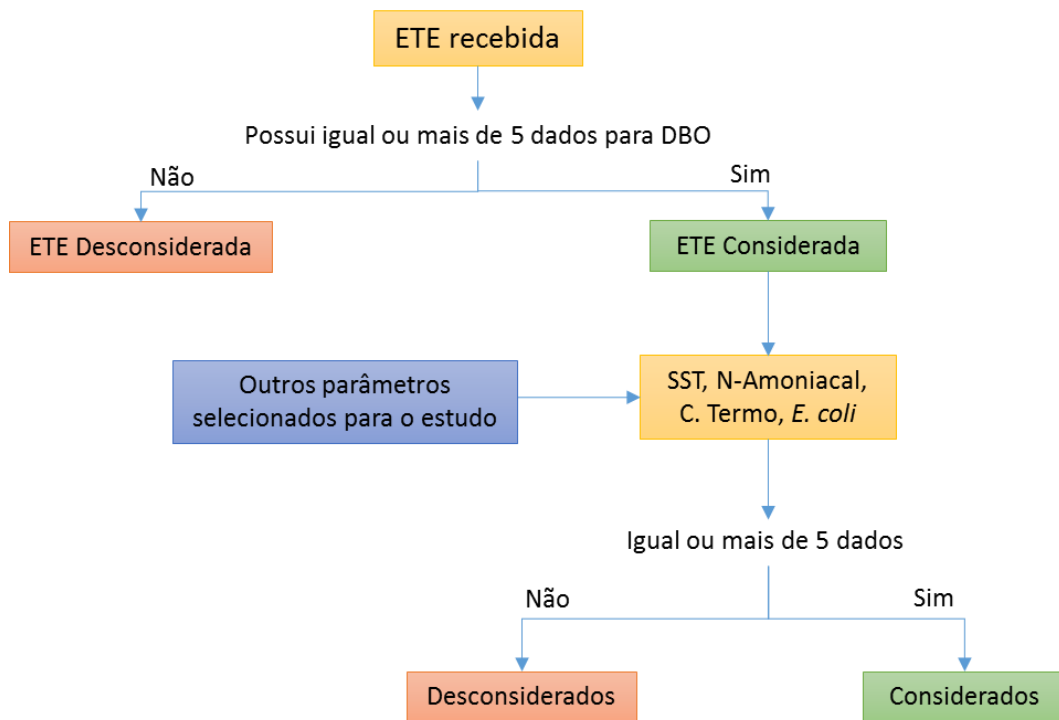 ETE recebida
Possui igual ou mais de 5 dados para DBO
Não
Sim
ETE Desconsiderada
ETE Considerada
Outros parâmetros
selecionados para o estudo
SST, N-Amoniacal,
C. Termo, E. coli
Igual ou mais de 5 dados
Não
Sim
Desconsiderados
Considerados